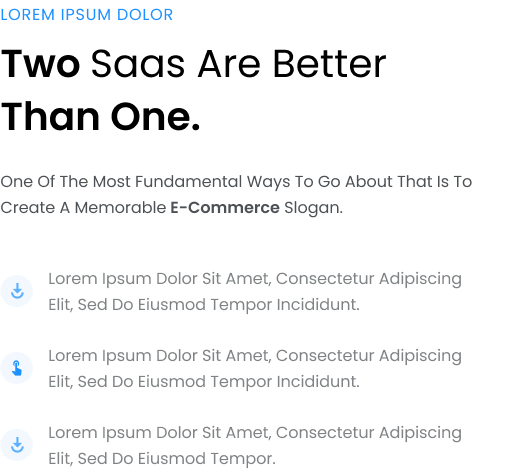 LOREM IPSUM DOLOR
Two Saas Are Better
Than One.
One Of The Most Fundamental Ways To Go About That Is To
Create A Memorable E-Commerce Slogan.
Lorem Ipsum Dolor Sit Amet, Consectetur Adipiscing
Elit, Sed Do Eiusmod Tempor Incididunt.
Lorem Ipsum Dolor Sit Amet, Consectetur Adipiscing
Elit, Sed Do Eiusmod Tempor Incididunt.
Lorem Ipsum Dolor Sit Amet, Consectetur Adipiscing
Elit, Sed Do Eiusmod Tempor.